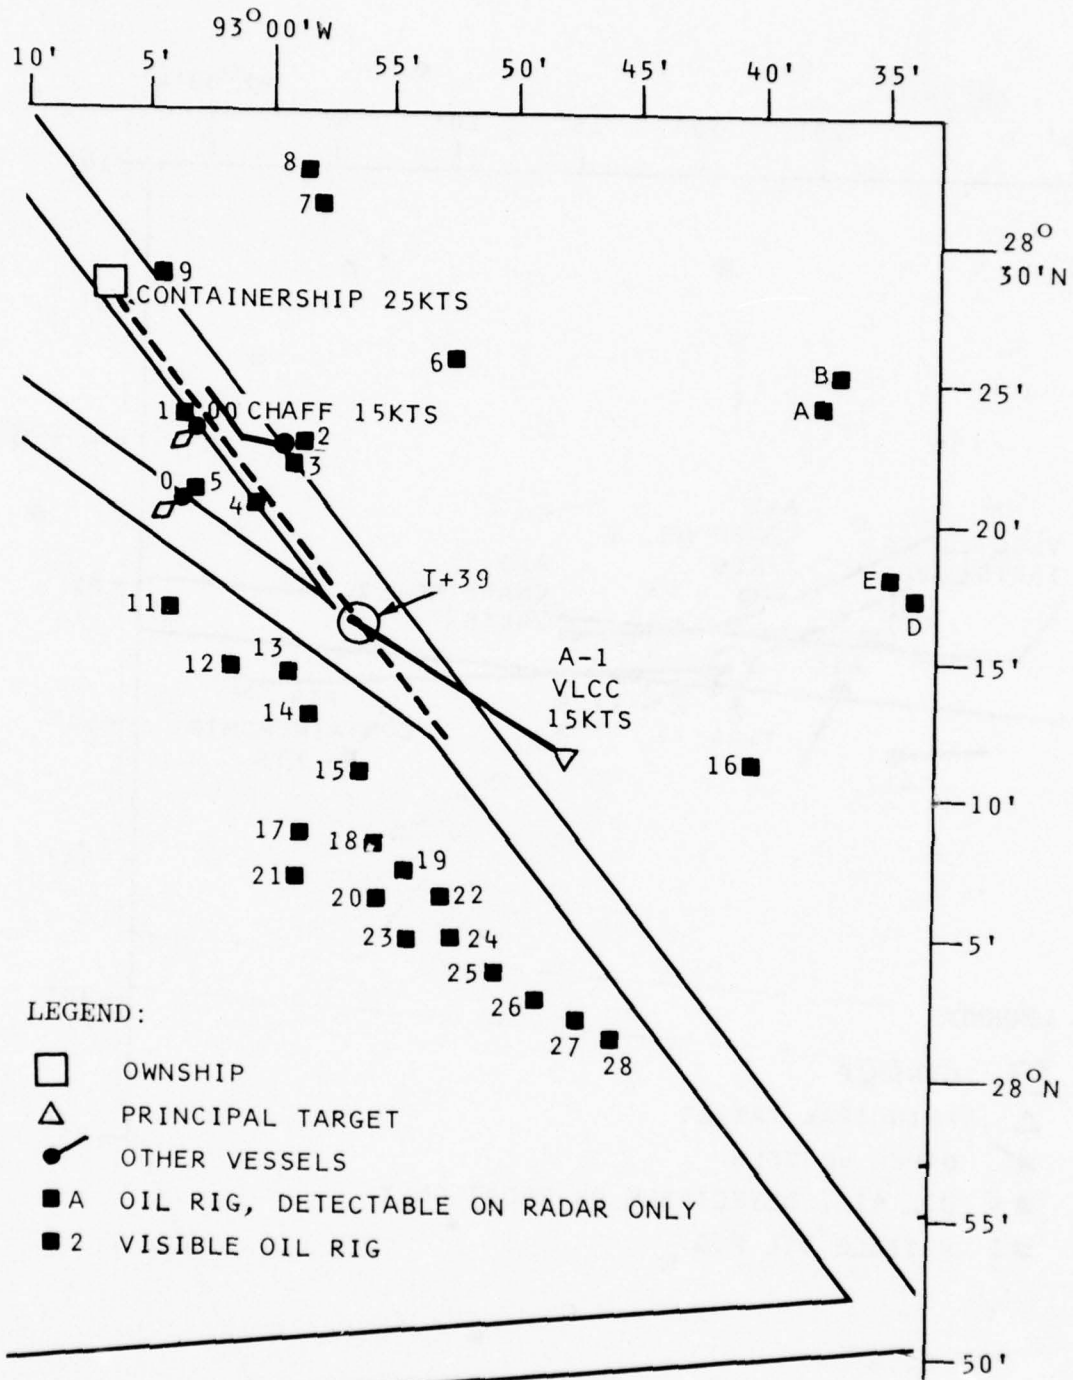 93°00'W
10' 5' 55' 50' 45' 40' 35'
8
7
28°
30'N
9
CONTAINERSHIP 25KTS
6
B
25'
A
1 00 CHAFF 15KTS
2
3
0 5
4
20'
T+39
E
D
11
13
12
15'
A-1
VLCC
15KTS
14
16
15
10'
17
18
19
21
20
22
23
24
5'
25
26
27
28
LEGEND:
28°N
OWNSHIP
PRINCIPAL TARGET
OTHER VESSELS
A OIL RIG, DETECTABLE ON RADAR ONLY
55'
2 VISIBLE OIL RIG
50'